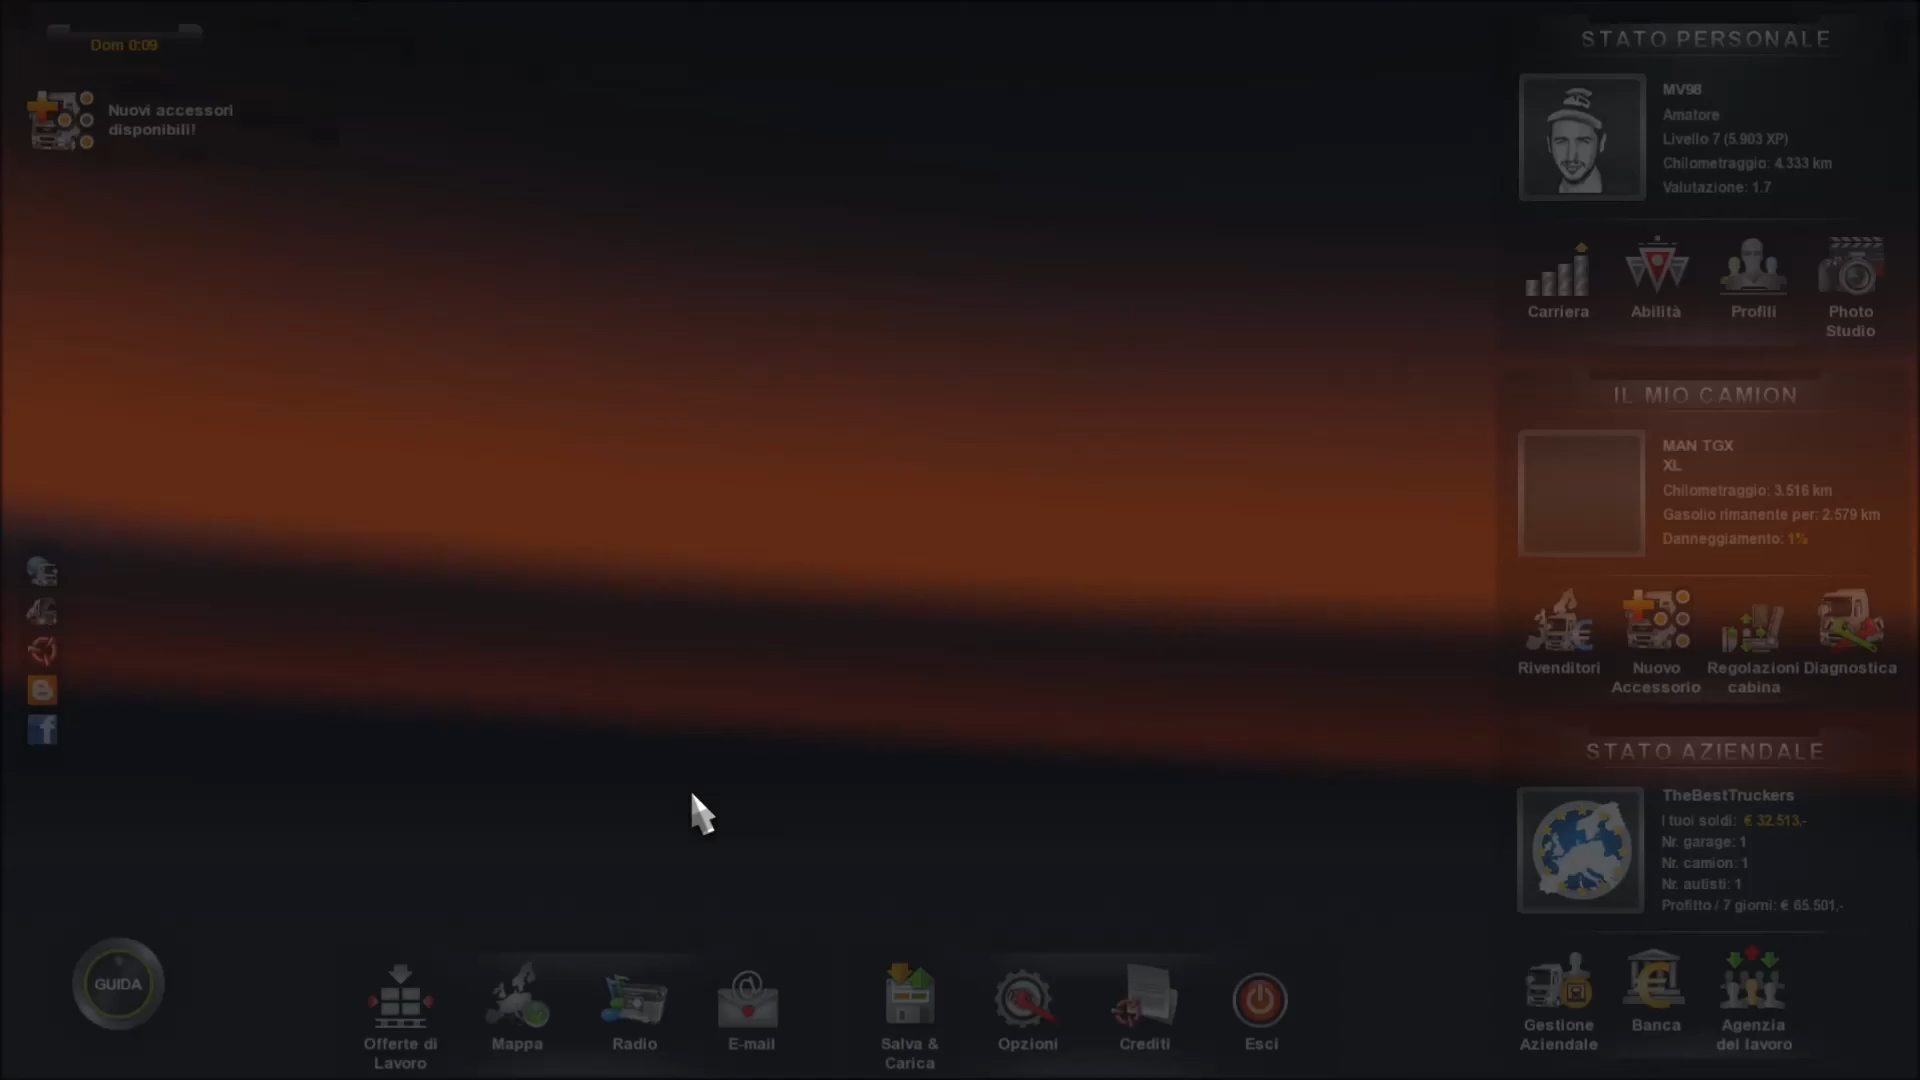 Dom 0:09
Nuovi accessori
disponibili!
STATO PERSONALE
MV98
Amatore
Livello 7 (5.903 XP)
Chilometraggio: 4.333 km
Valutazione: 1.7
Carriera
Abilità
Profili
Photo
Studio
IL MIO CAMION
MAN TGX
XL
Chilometraggio: 3.516 km
Gasolio rimanente per: 2.579 km
Danneggiamento: 1%
Rivenditori
Nuovo
Accessorio
Regolazioni
cabina
Diagnostica
STATO AZIENDALE
TheBestTruckers
I tuoi soldi: € 32.513,-
Nr. garage: 1
Nr. camion: 1
Nr. autisti: 1
Profitto / 7 giorni: € 65.501,-
Gestione
Aziendale
Banca
Agenzia
del lavoro
GUIDA
Offerte di
Lavoro
Mappa
Radio
E-mail
Salva &
Carica
Opzioni
Crediti
Esci